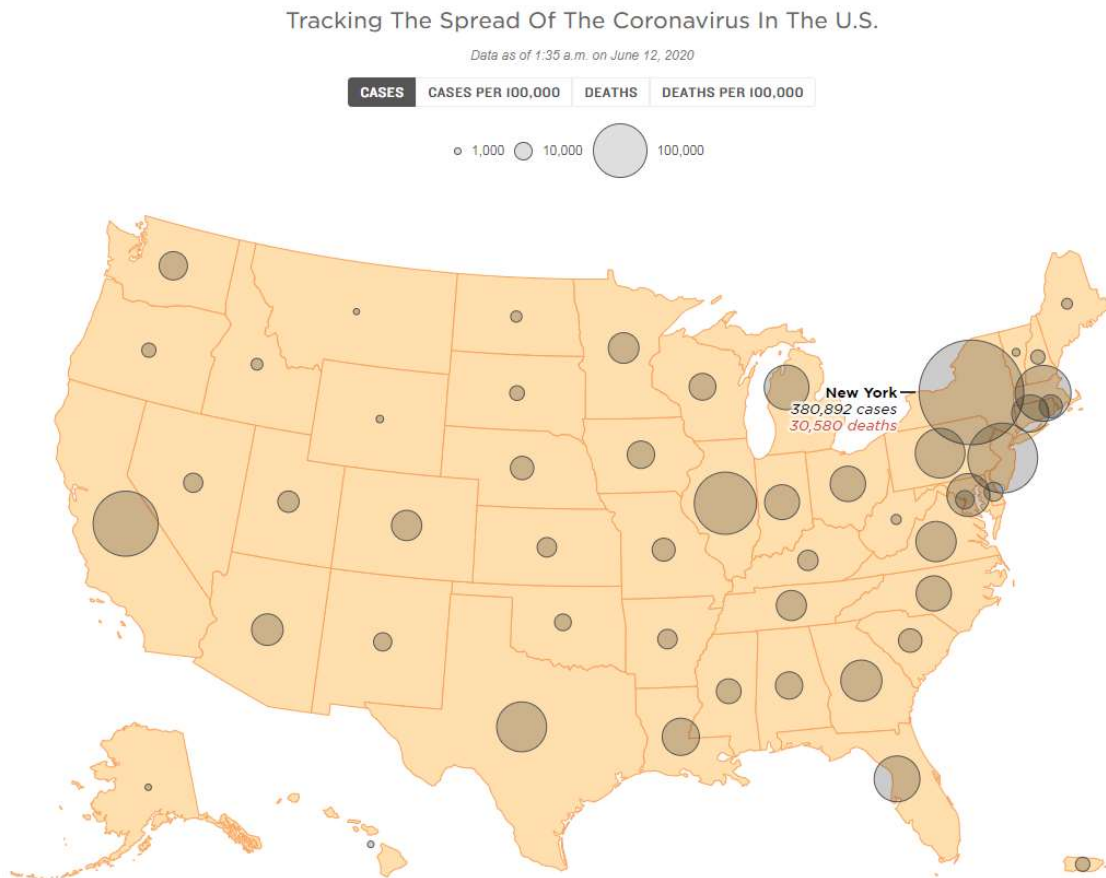 Tracking The Spread Of The Coronavirus In The U.S.
Data as of 1:35 a.m. on June 12, 2020
CASES CASES PER 100,000 DEATHS DEATHS PER 100,000
1,000 10,000 100,000
New York
380,892 cases
30,580 deaths